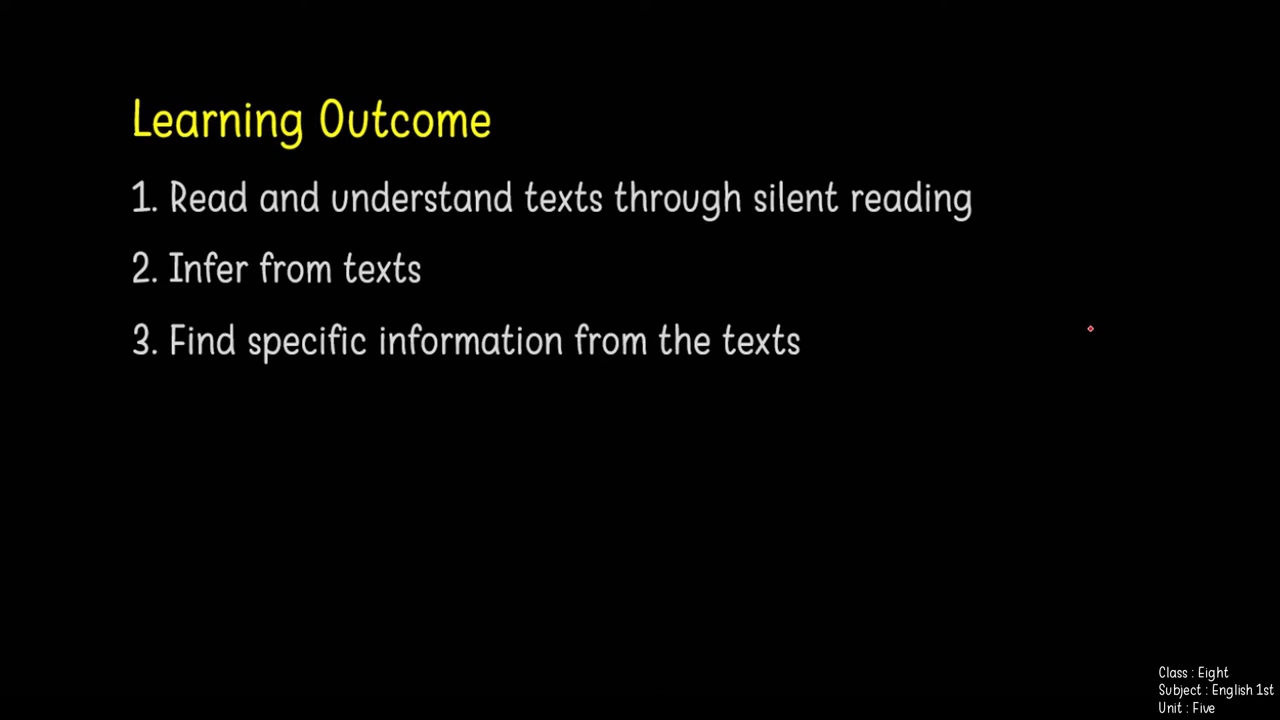 Learning Outcome
1. Read and understand texts through silent reading
2. Infer from texts
3. Find specific information from the texts
Class : Eight
Subject : English 1st
Unit : Five